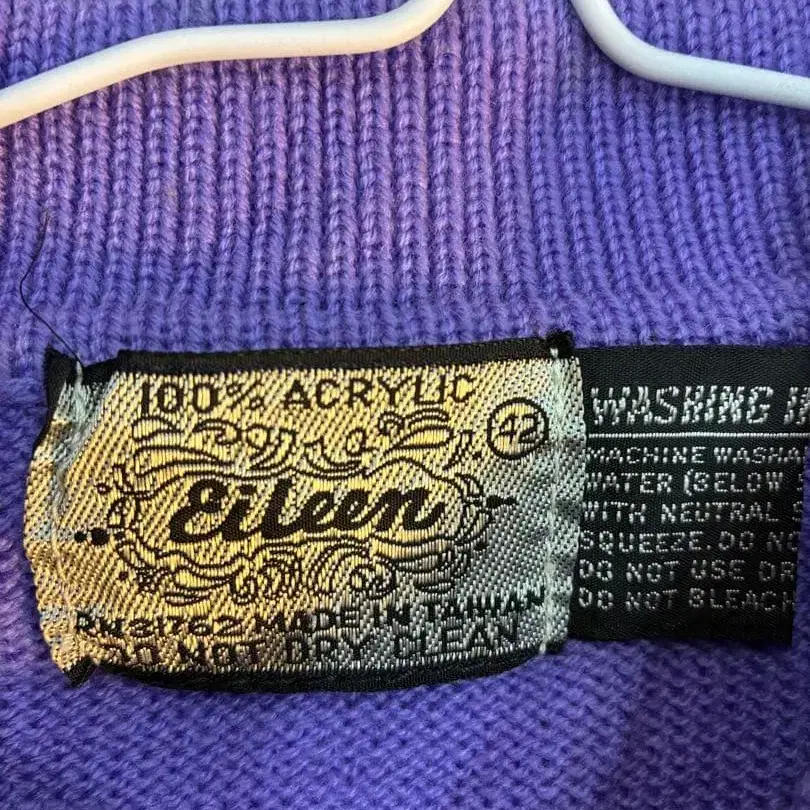 100% ACRYLIC
42
Eileen
RN 31762 MADE IN TAIWAN
DO NOT DRY CLEAN
WASHING
MACHINE WASHA
WATER (BELOW
WITH NEUTRAL
SQUEEZE.DO NO
DO NOT USE DR
DO NOT BLEACH